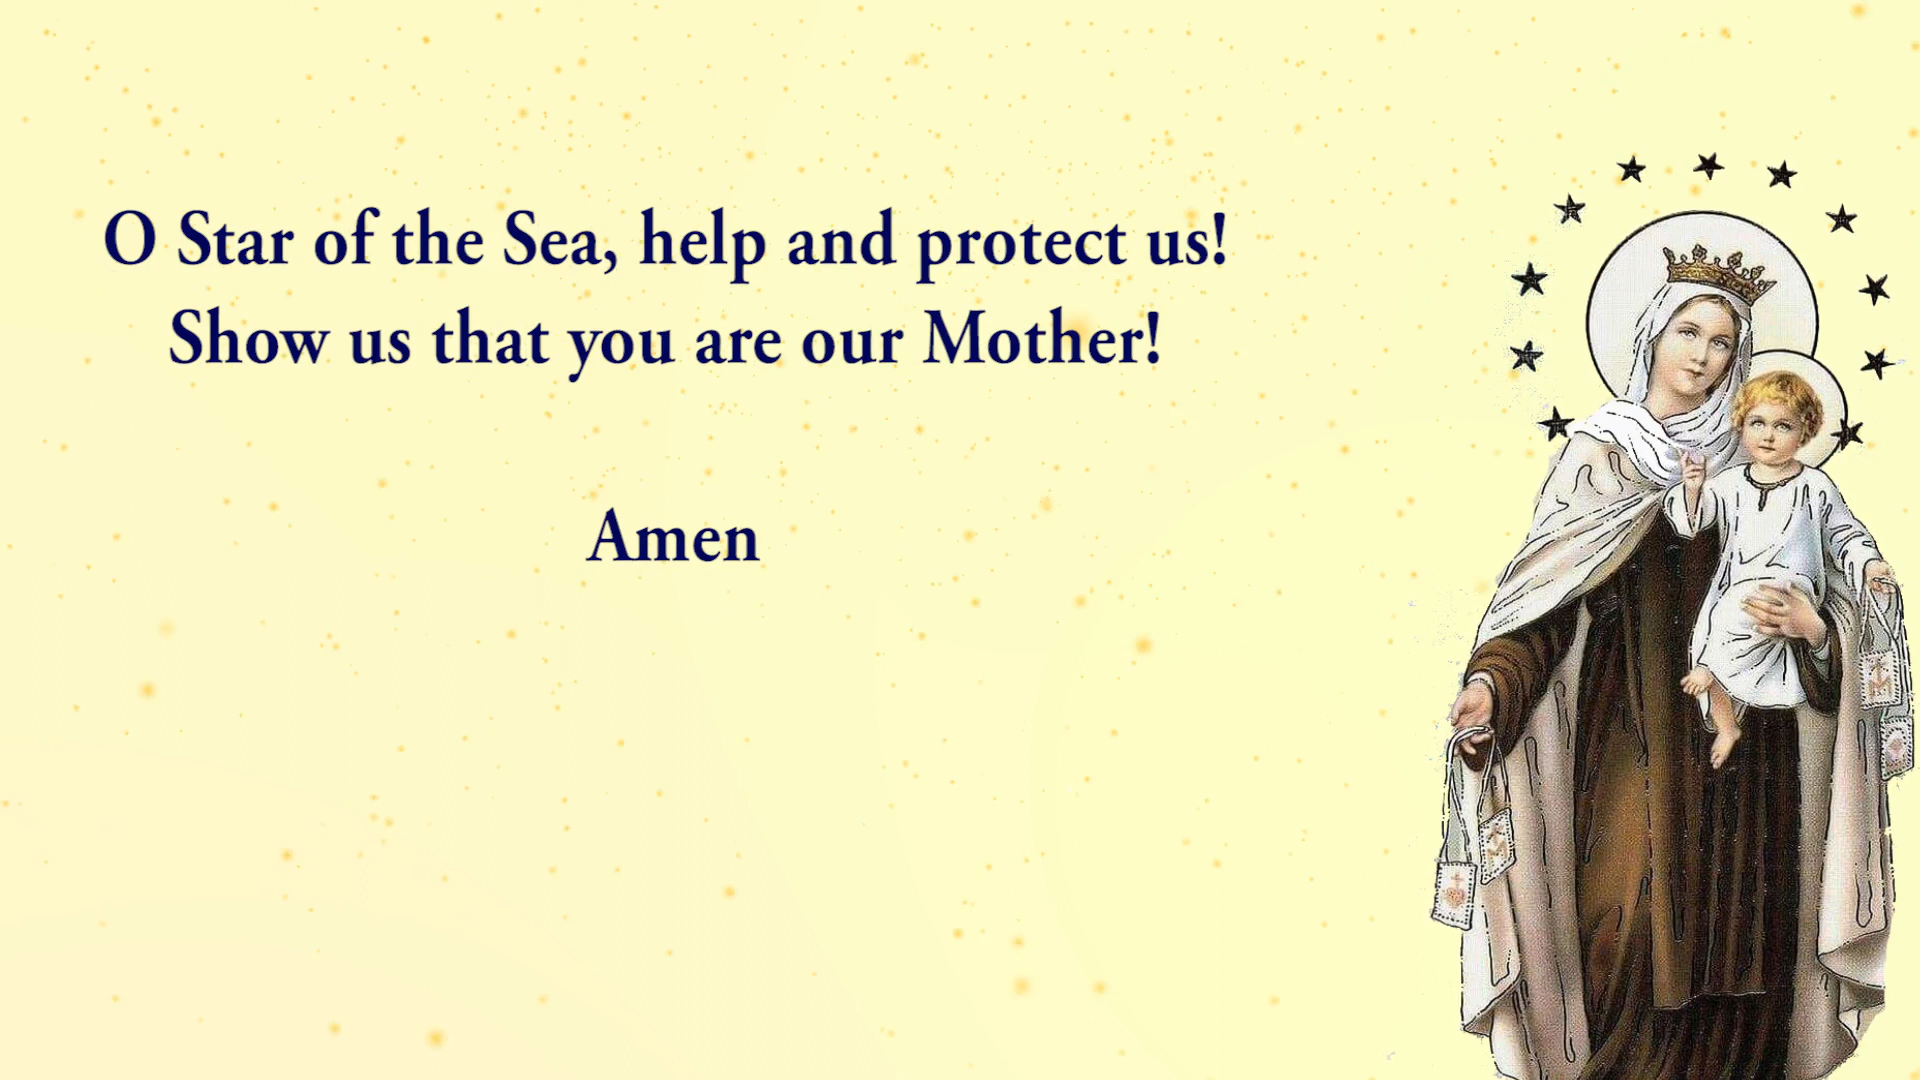 O Star of the Sea, help and protect us!
Show us that you are our Mother!
Amen